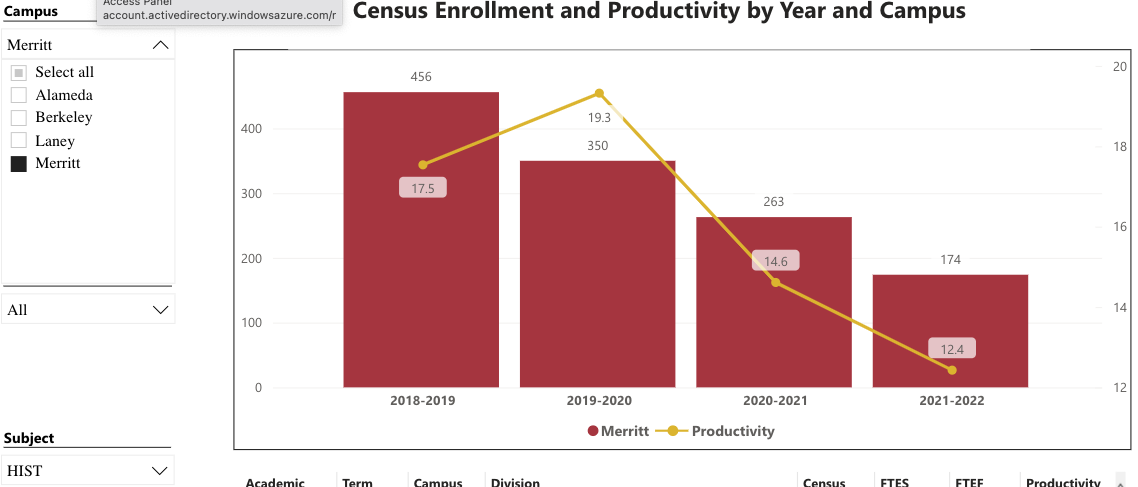 Campus
Access Panel
account.activedirectory.windowsazure.com/r
Census Enrollment and Productivity by Year and Campus
Merritt
Select all
Alameda
Berkeley
Laney
Merritt
All
Subject
HIST
456
20
19.3
400
350
18
17.5
300
263
16
200
14.6
174
14
100
12.4
0
12
2018-2019
2019-2020
2020-2021
2021-2022
Merritt
Productivity
Academic Term Campus Division Census FTES FTEF Productivity